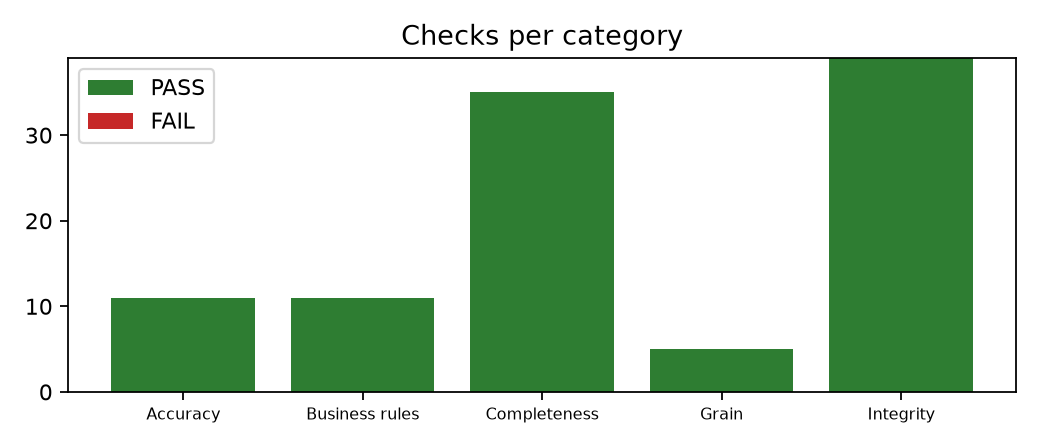 Checks per category
PASS
FAIL
30
20
10
0
Accuracy
Business rules
Completeness
Grain
Integrity